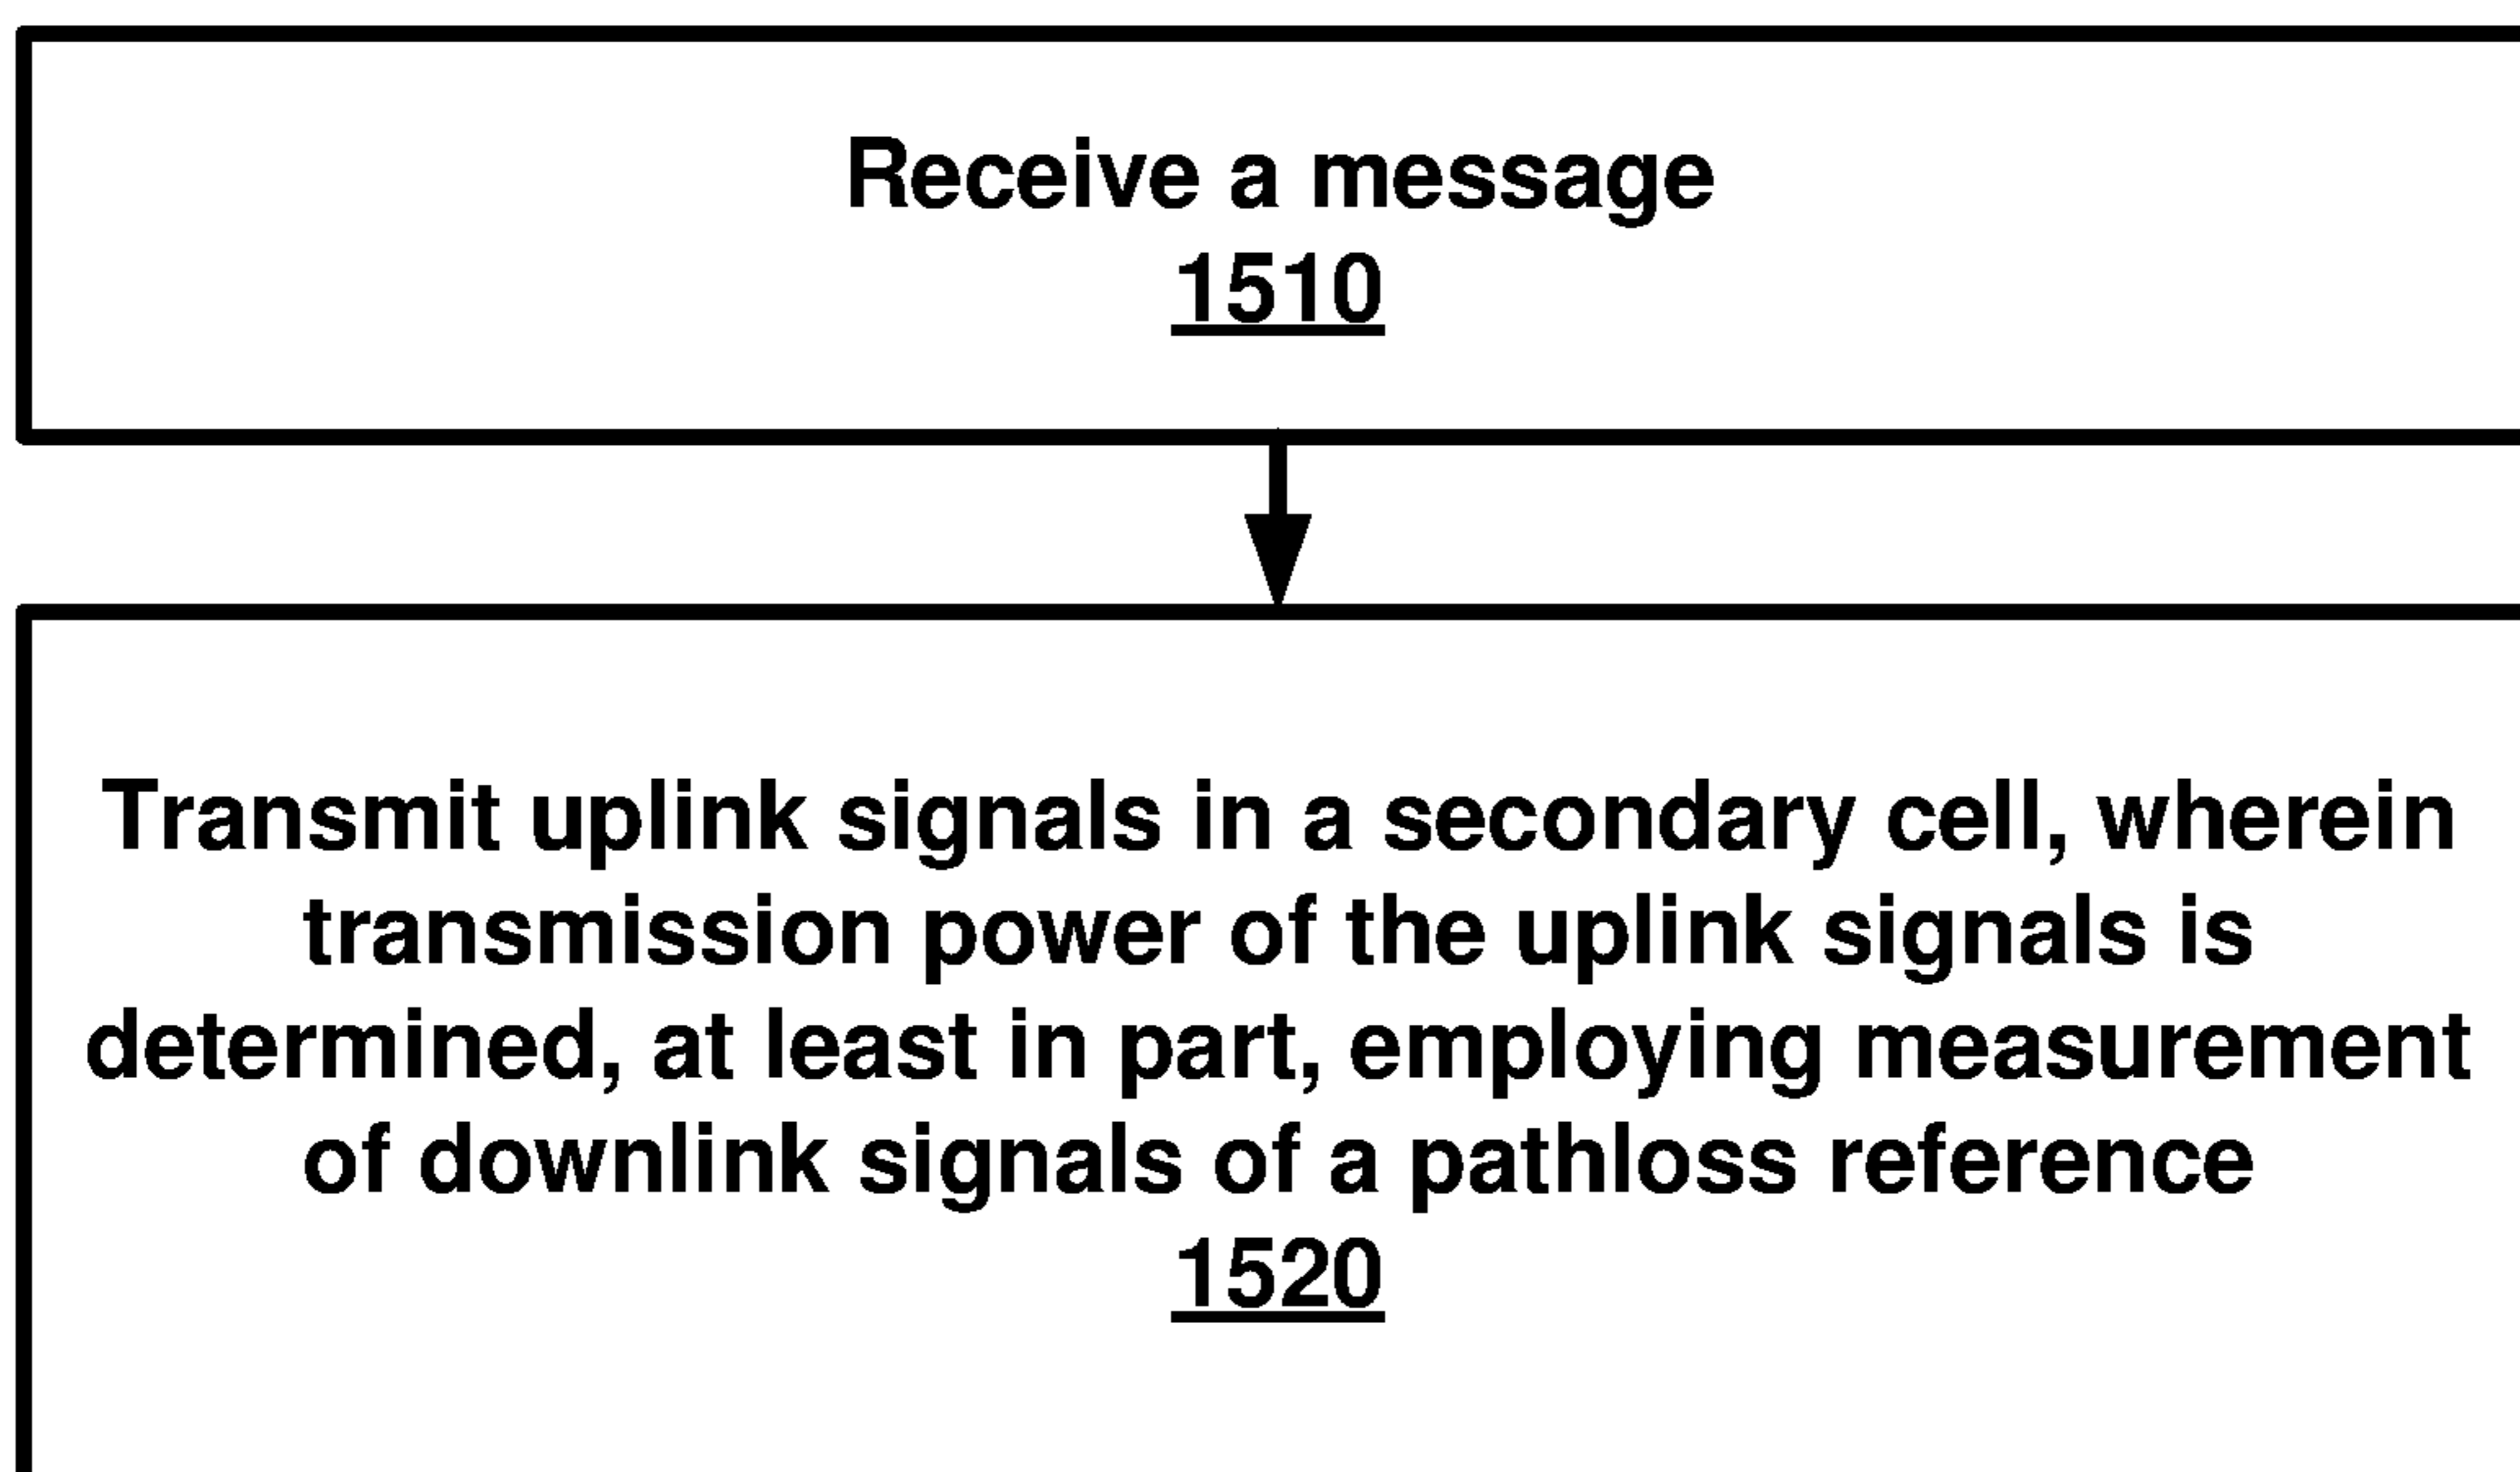 Receive a message
1510
Transmit uplink signals in a secondary cell, wherein
transmission power of the uplink signals is
determined, at least in part, employing measurement
of downlink signals of a pathloss reference
1520